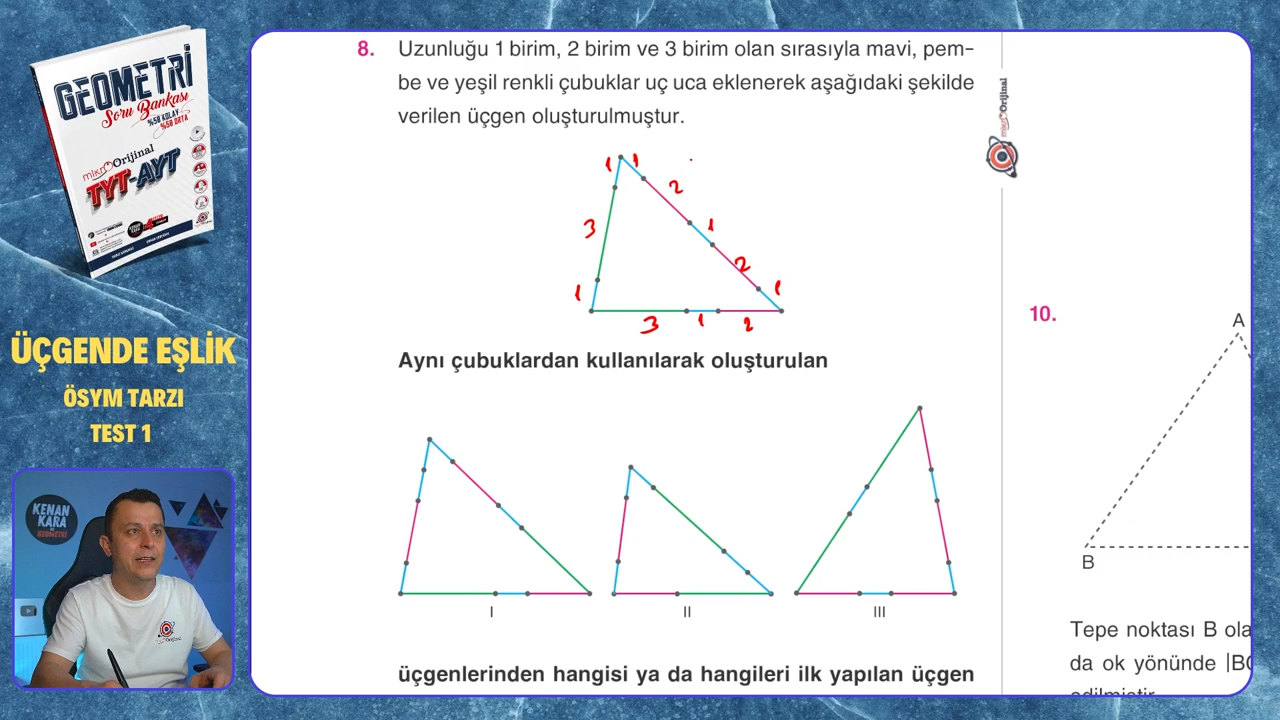 GEOMETRİ
Soru Bankası
%50 KOLAY
%50 ORTA
mikro Orijinal
TYT-AYT
ÜÇGENDE EŞLİK
ÖSYM TARZI
TEST 1
KENAN
KARA
GEOMETRİ
8. Uzunluğu 1 birim, 2 birim ve 3 birim olan sırasıyla mavi, pem-
be ve yeşil renkli çubuklar uç uca eklenerek aşağıdaki şekilde
verilen üçgen oluşturulmuştur.
1 1
2
3 1
2
1 1
3 1 2
Aynı çubuklardan kullanılarak oluşturulan
I II III
üçgenlerinden hangisi ya da hangileri ilk yapılan üçgen
mikro Orijinal
10.
A
B
Tepe noktası B ola
da ok yönünde |BC
edilmiştir